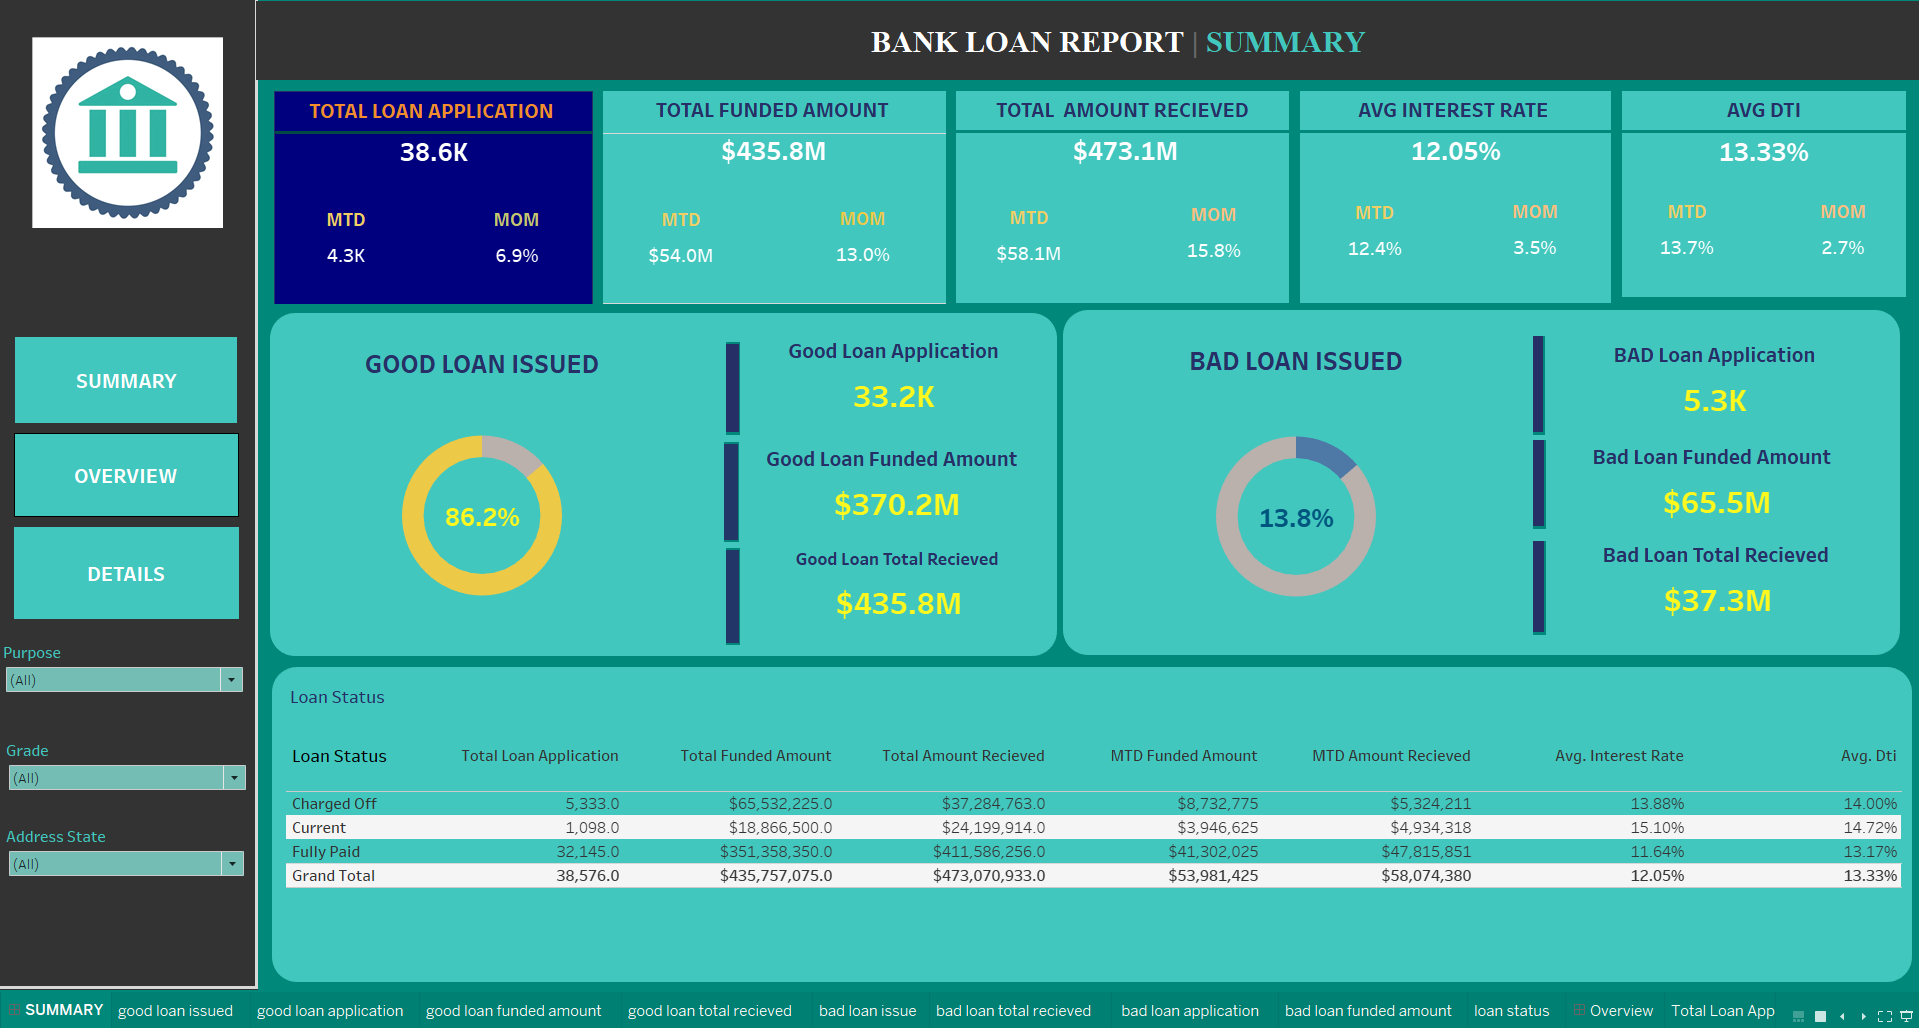 BANK LOAN REPORT | SUMMARY
TOTAL LOAN APPLICATION
38.6K
MTD MOM
4.3K 6.9%
TOTAL FUNDED AMOUNT
$435.8M
MTD MOM
$54.0M 13.0%
TOTAL AMOUNT RECIEVED
$473.1M
MTD MOM
$58.1M 15.8%
AVG INTEREST RATE
12.05%
MTD MOM
12.4% 3.5%
AVG DTI
13.33%
MTD MOM
13.7% 2.7%
SUMMARY
OVERVIEW
DETAILS
Purpose
(All)
Grade
(All)
Address State
(All)
GOOD LOAN ISSUED
86.2%
Good Loan Application
33.2K
Good Loan Funded Amount
$370.2M
Good Loan Total Recieved
$435.8M
BAD LOAN ISSUED
13.8%
BAD Loan Application
5.3K
Bad Loan Funded Amount
$65.5M
Bad Loan Total Recieved
$37.3M
Loan Status
Loan Status Total Loan Application Total Funded Amount Total Amount Recieved MTD Funded Amount MTD Amount Recieved Avg. Interest Rate Avg. Dti
Charged Off 5,333.0 $65,532,225.0 $37,284,763.0 $8,732,775 $5,324,211 13.88% 14.00%
Current 1,098.0 $18,866,500.0 $24,199,914.0 $3,946,625 $4,934,318 15.10% 14.72%
Fully Paid 32,145.0 $351,358,350.0 $411,586,256.0 $41,302,025 $47,815,851 11.64% 13.17%
Grand Total 38,576.0 $435,757,075.0 $473,070,933.0 $53,981,425 $58,074,380 12.05% 13.33%
SUMMARY good loan issued good loan application good loan funded amount good loan total recieved bad loan issue bad loan total recieved bad loan application bad loan funded amount loan status Overview Total Loan App